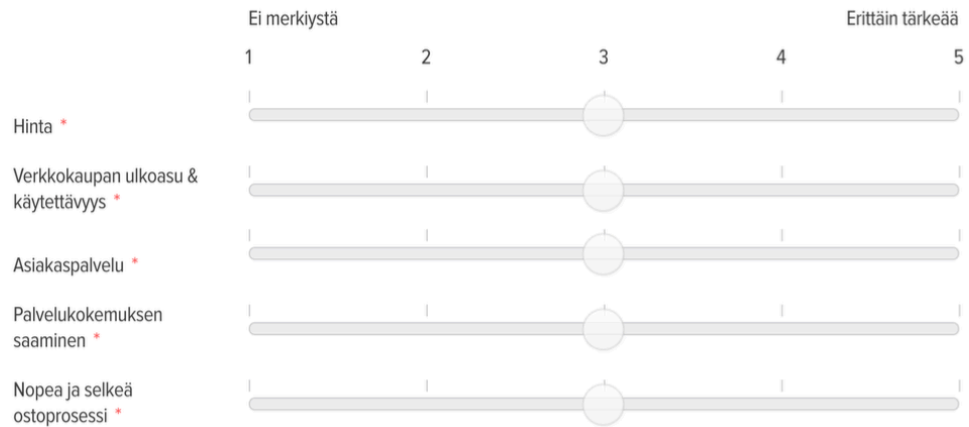 Ei merkiystä Erittäin tärkeää
1 2 3 4 5
Hinta *
Verkkokaupan ulkoasu &
käytettävyys *
Asiakaspalvelu *
Palvelukokemuksen
saaminen *
Nopea ja selkeä
ostoprosessi *